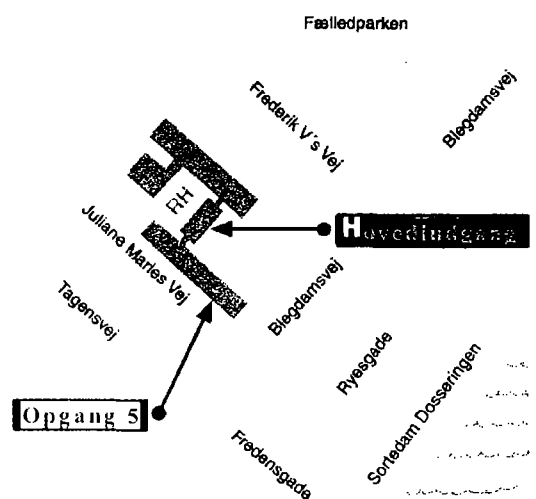 Fælledparken
Blegdamsvej
Frederik V's Vej
RH
Hovedindgang
Juliane Maries Vej
Blegdamsvej
Tagensvej
Ryesgade
Opgang 5
Sortedam Dosseringen
Fredensgade